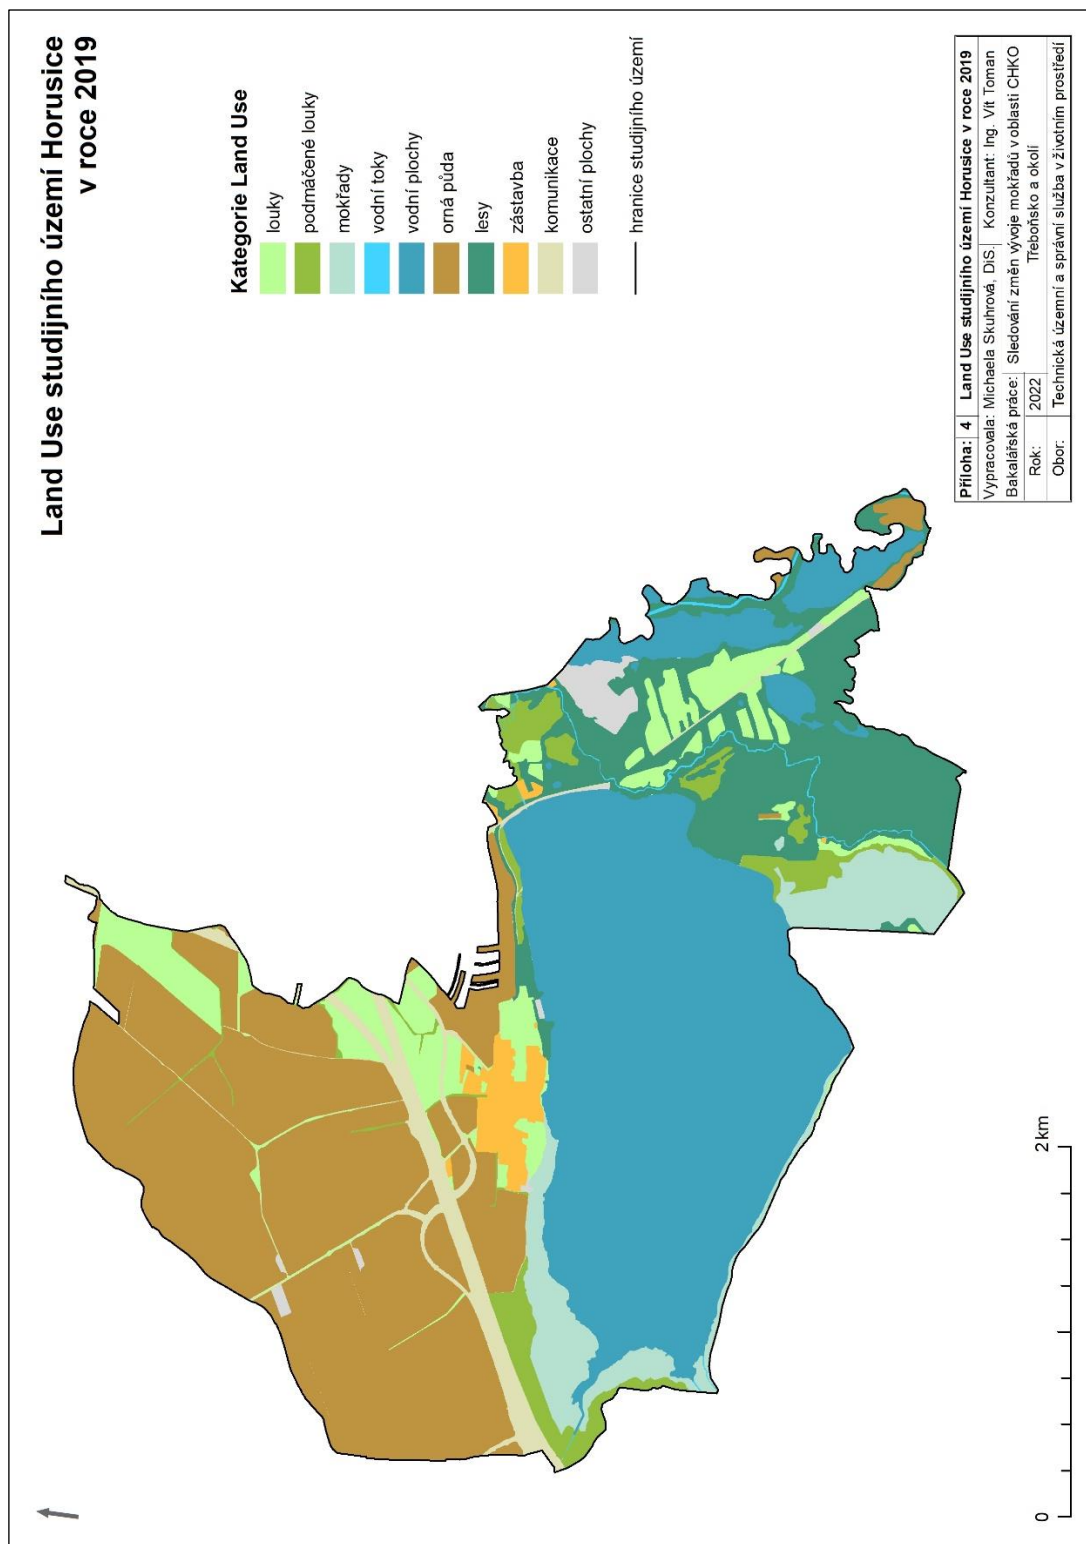 Land Use studijního území Horusice
v roce 2019
Kategorie Land Use
louky
podmáčené louky
mokřady
vodní toky
vodní plochy
orná půda
lesy
zástavba
komunikace
ostatní plochy
hranice studijního území
0 2km
Příloha: 4 Land Use studijního území Horusice v roce 2019
Vypracovala: Michaela Skuhrová, DiS. Konzultant: Ing. Vít Toman
Bakalářská práce: Sledování změn vývoje mokřadů v oblasti CHKO
Třeboňsko a okolí
Rok: 2022
Obor: Technická územní a správní služba v životním prostředí